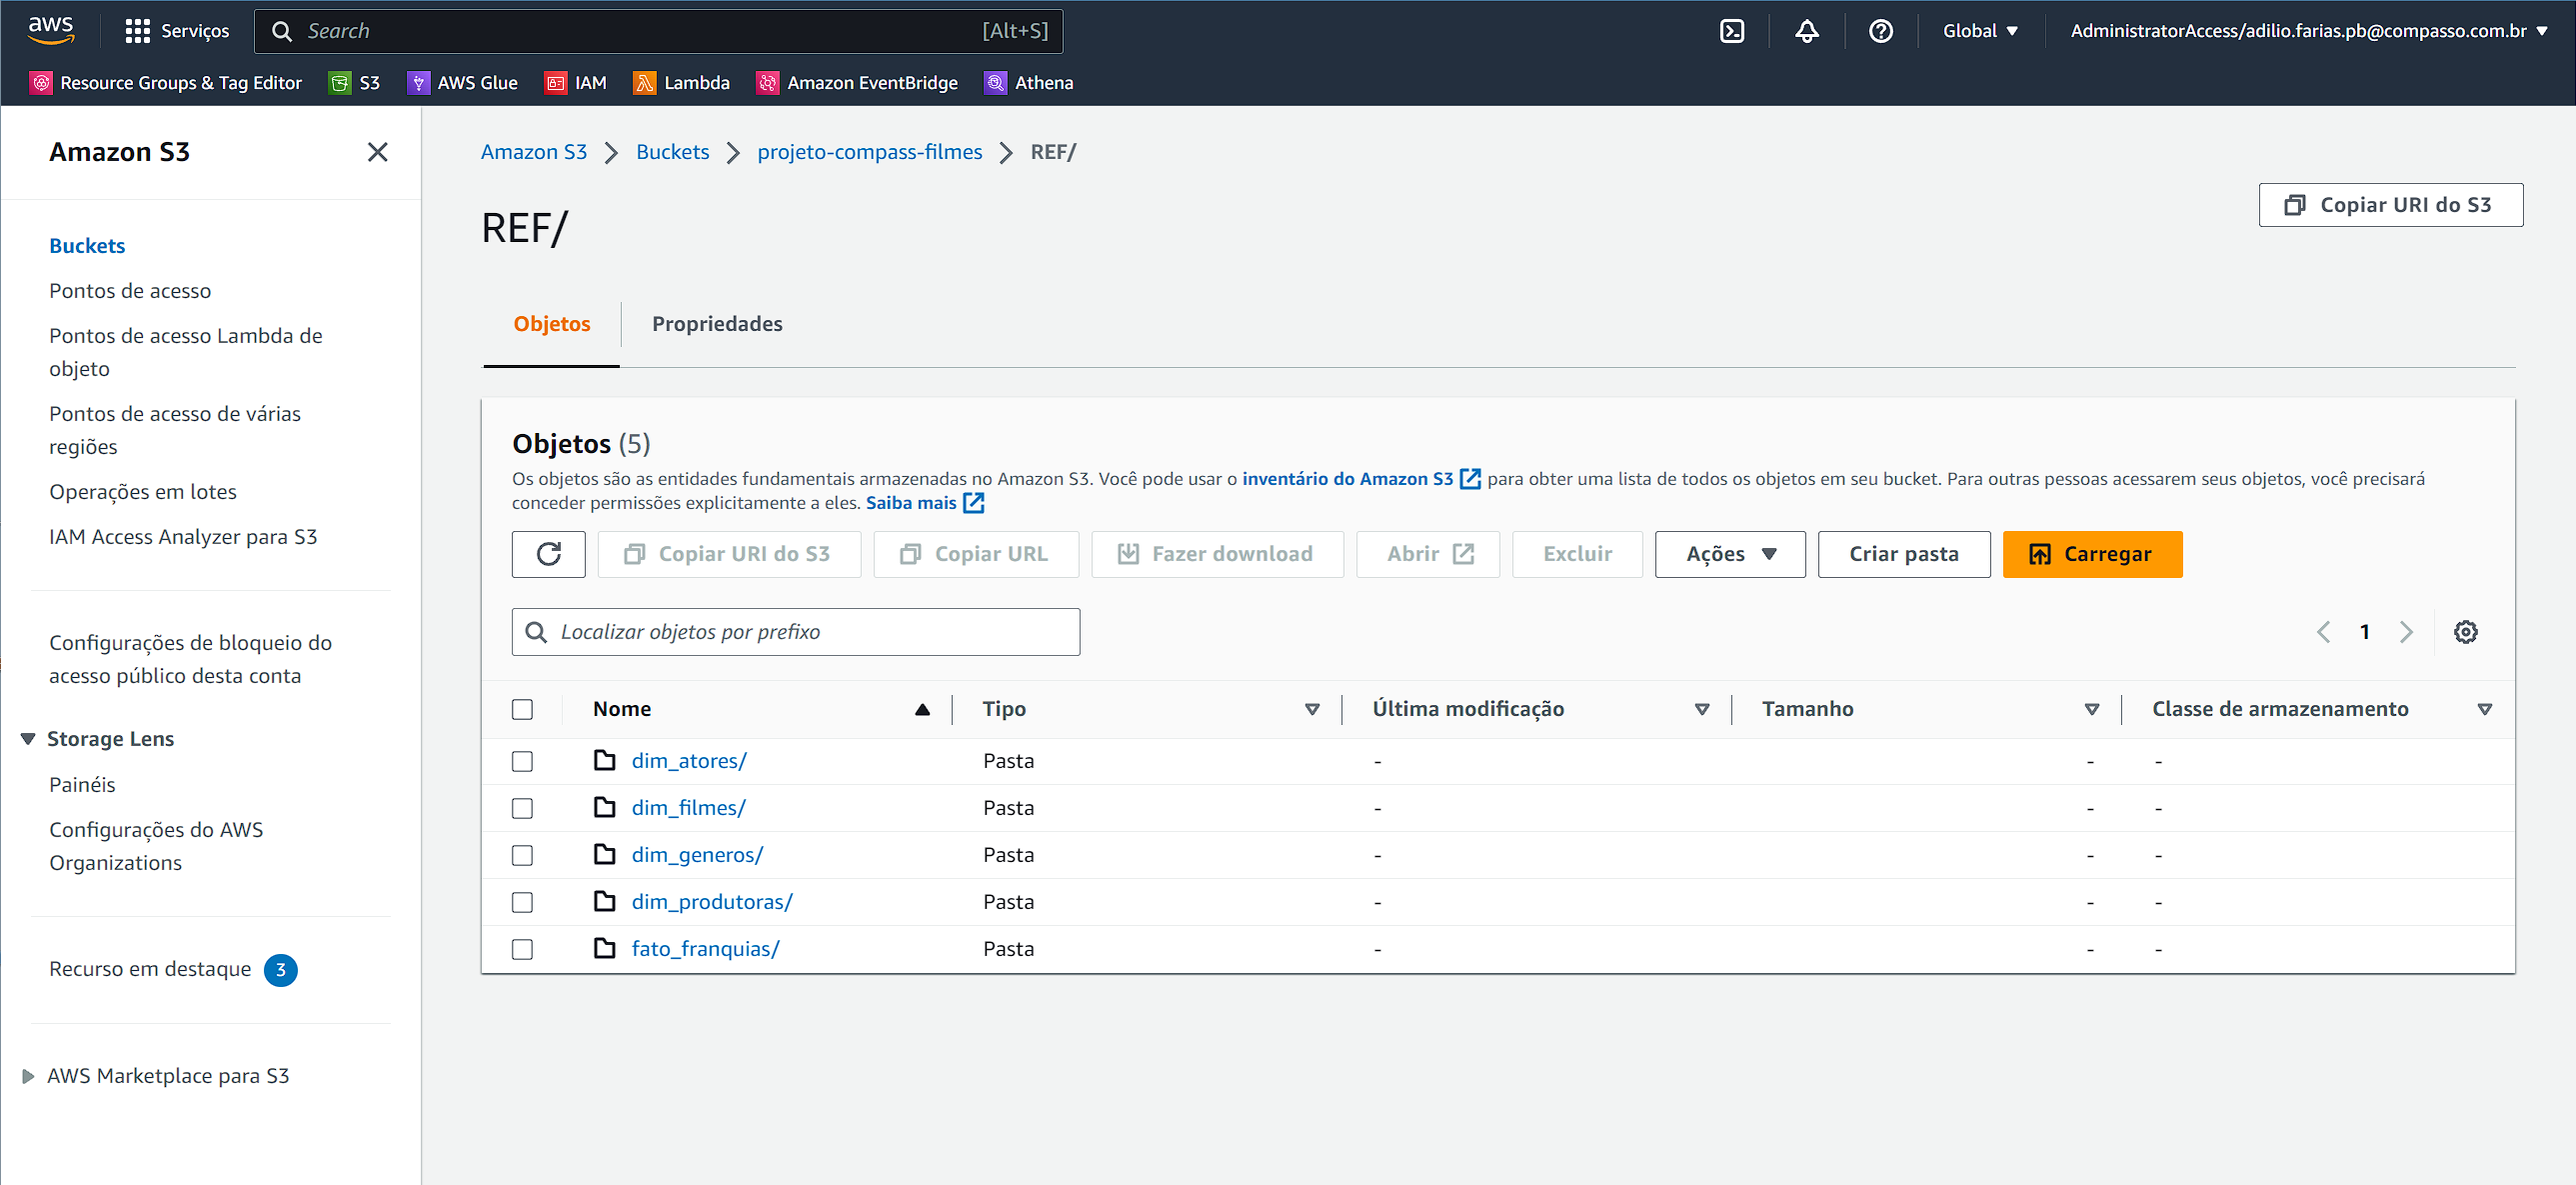 aws
Serviços
Search
[Alt+S]
Global
AdministratorAccess/adilio.farias.pb@compasso.com.br
Resource Groups & Tag Editor
S3
AWS Glue
IAM
Lambda
Amazon EventBridge
Athena
Amazon S3
Buckets
Pontos de acesso
Pontos de acesso Lambda de
objeto
Pontos de acesso de várias
regiões
Operações em lotes
IAM Access Analyzer para S3
Configurações de bloqueio do
acesso público desta conta
Storage Lens
Painéis
Configurações do AWS
Organizations
Recurso em destaque 3
AWS Marketplace para S3
Amazon S3 Buckets projeto-compass-filmes REF/
REF/
Copiar URI do S3
Objetos
Propriedades
Objetos (5)
Os objetos são as entidades fundamentais armazenadas no Amazon S3. Você pode usar o inventário do Amazon S3 para obter uma lista de todos os objetos em seu bucket. Para outras pessoas acessarem seus objetos, você precisará
conceder permissões explicitamente a eles. Saiba mais
Copiar URI do S3
Copiar URL
Fazer download
Abrir
Excluir
Ações
Criar pasta
Carregar
Localizar objetos por prefixo
1
Nome Tipo Última modificação Tamanho Classe de armazenamento
dim_atores/ Pasta - - -
dim_filmes/ Pasta - - -
dim_generos/ Pasta - - -
dim_produtoras/ Pasta - - -
fato_franquias/ Pasta - - -